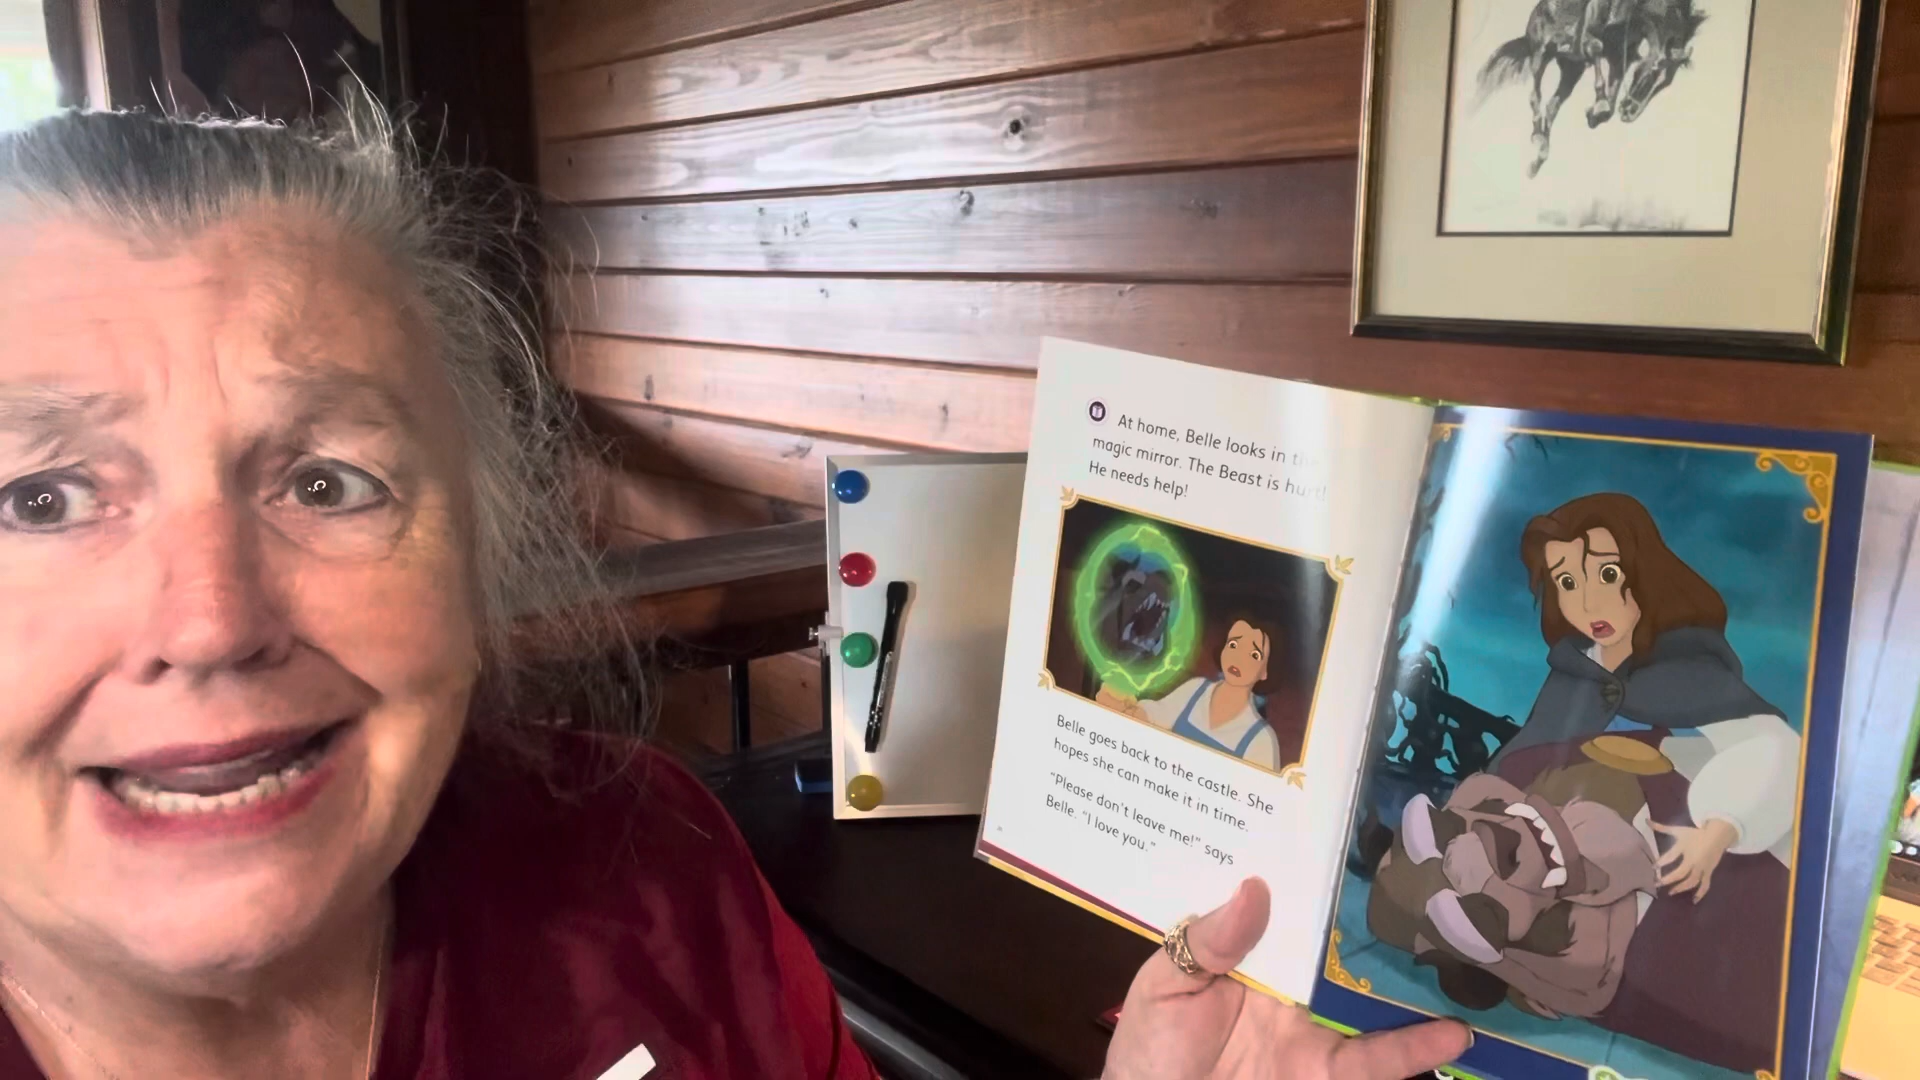 At home, Belle looks in the
magic mirror. The Beast is hurt!
He needs help!
Belle goes back to the castle. She
hopes she can make it in time.
"Please don't leave me!" says
Belle. "I love you."